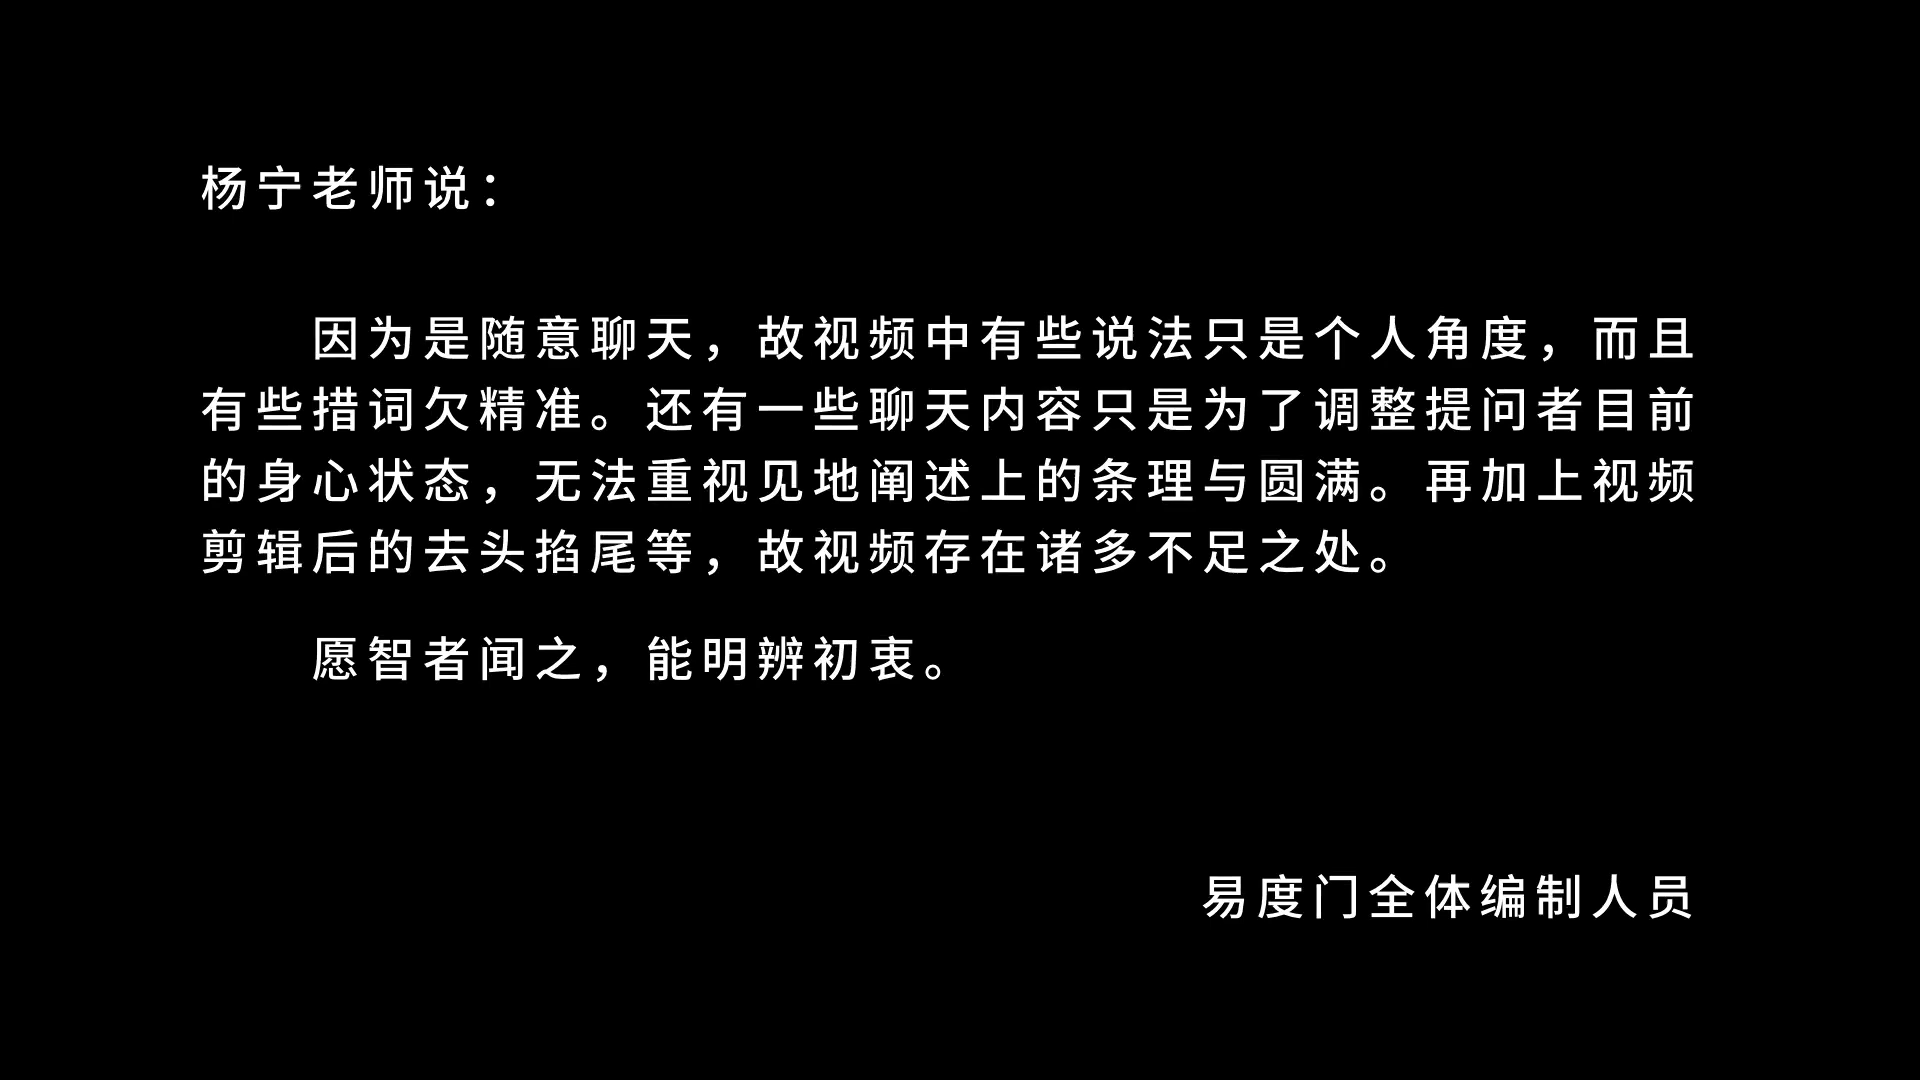 杨宁老师说：
因为是随意聊天，故视频中有些说法只是个人角度，而且
有些措词欠精准。还有一些聊天内容只是为了调整提问者目前
的身心状态，无法重视见地阐述上的条理与圆满。再加上视频
剪辑后的去头掐尾等，故视频存在诸多不足之处。
愿智者闻之，能明辨初衷。
易度门全体编制人员